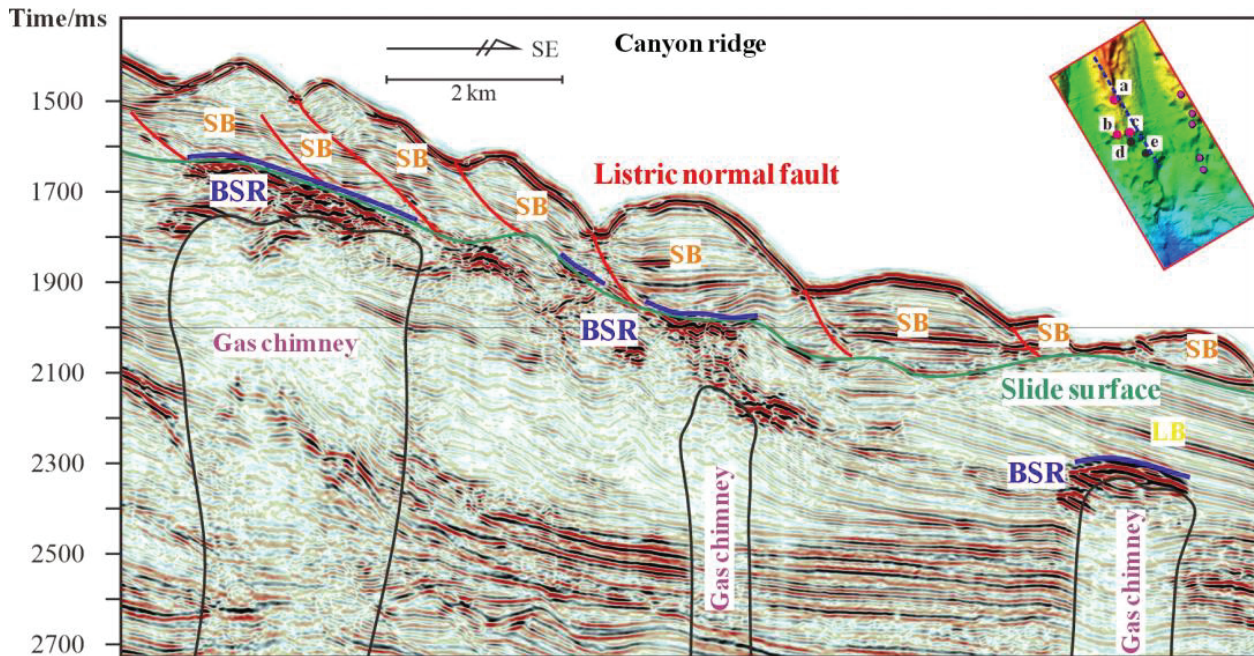 Time/ms
Canyon ridge
SE
2 km
a
b
c
d
e
1500
SB
SB
SB
SB
Listric normal fault
BSR
1700
SB
1900
SB
SB
SB
BSR
Gas chimney
2100
Slide surface
LB
2300
BSR
Gas chimney
Gas chimney
2500
2700